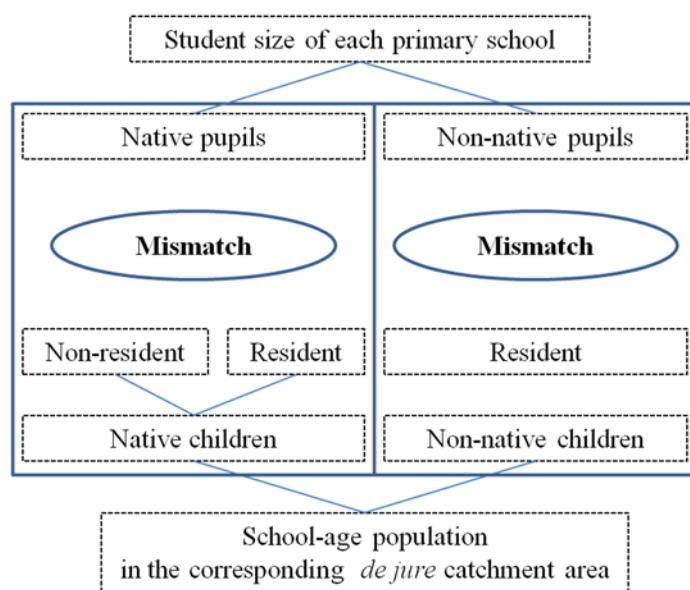 Student size of each primary school
Native pupils
Non-native pupils
Mismatch
Mismatch
Non-resident
Resident
Resident
Native children
Non-native children
School-age population
in the corresponding de jure catchment area